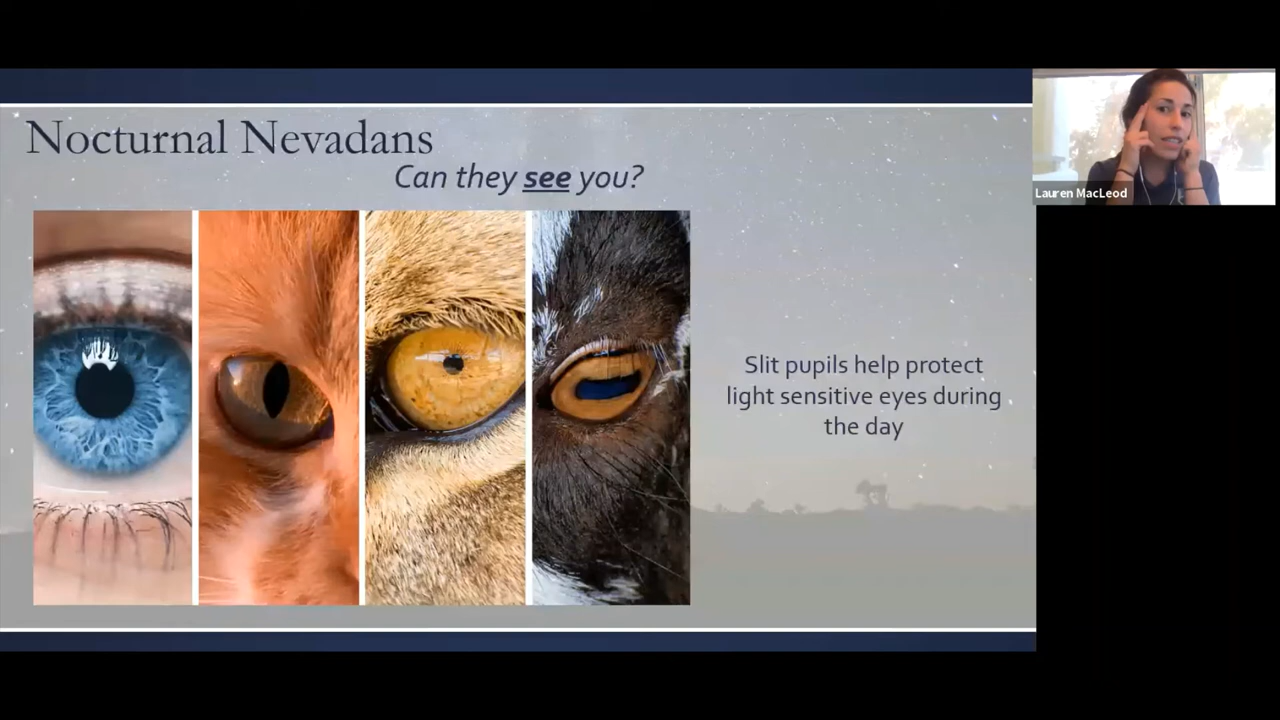 Nocturnal Nevadans
Can they see you?
Slit pupils help protect
light sensitive eyes during
the day
Lauren MacLeod